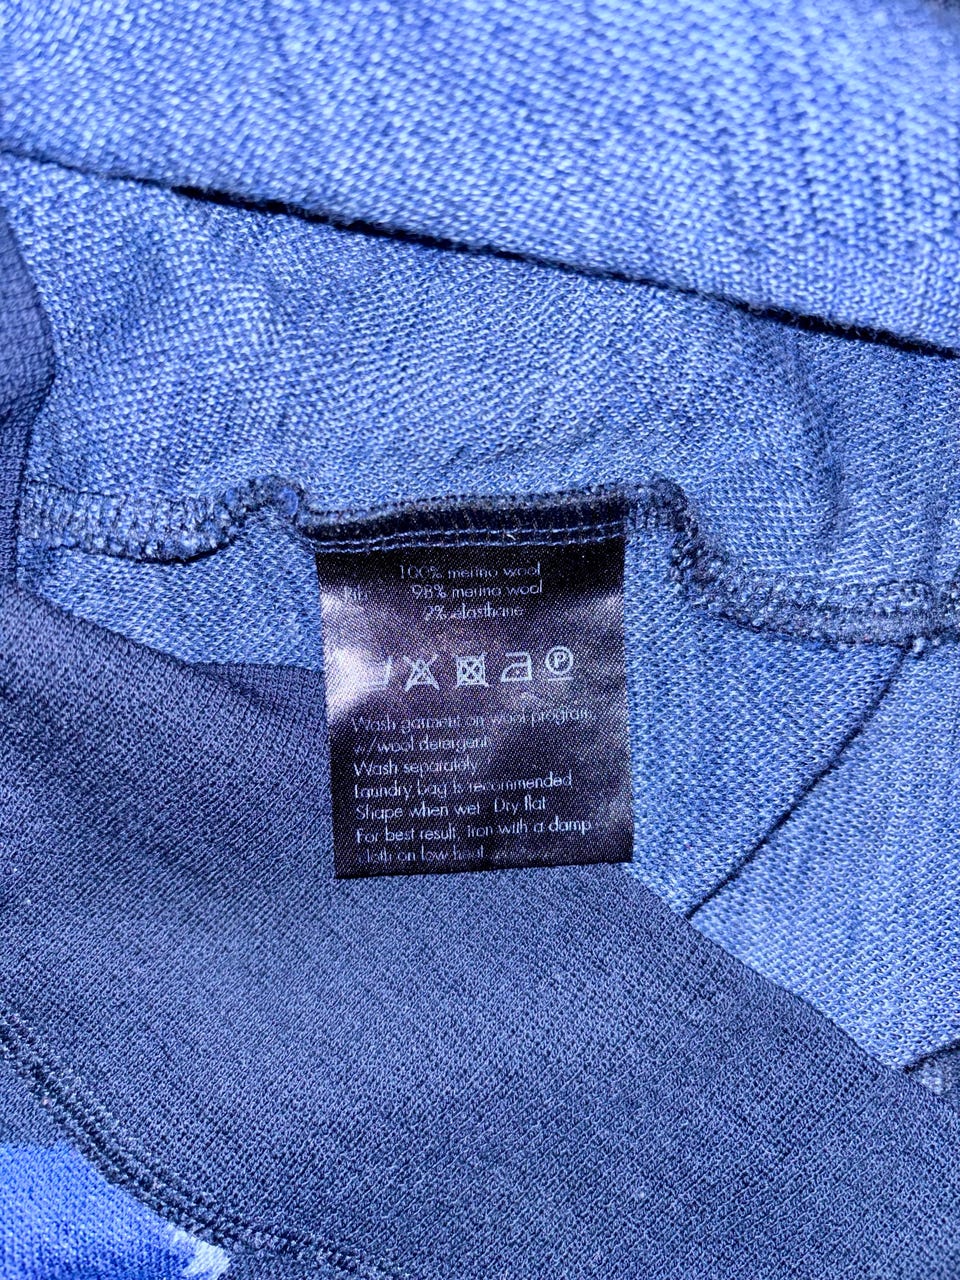 100% merino wool
Rib: 98% merino wool
2% elasthane
P
Wash garment on wool program
w/wool detergent
Wash separately
Laundry bag is recommended
Shape when wet Dry flat
For best result, iron with a damp
cloth on low heat